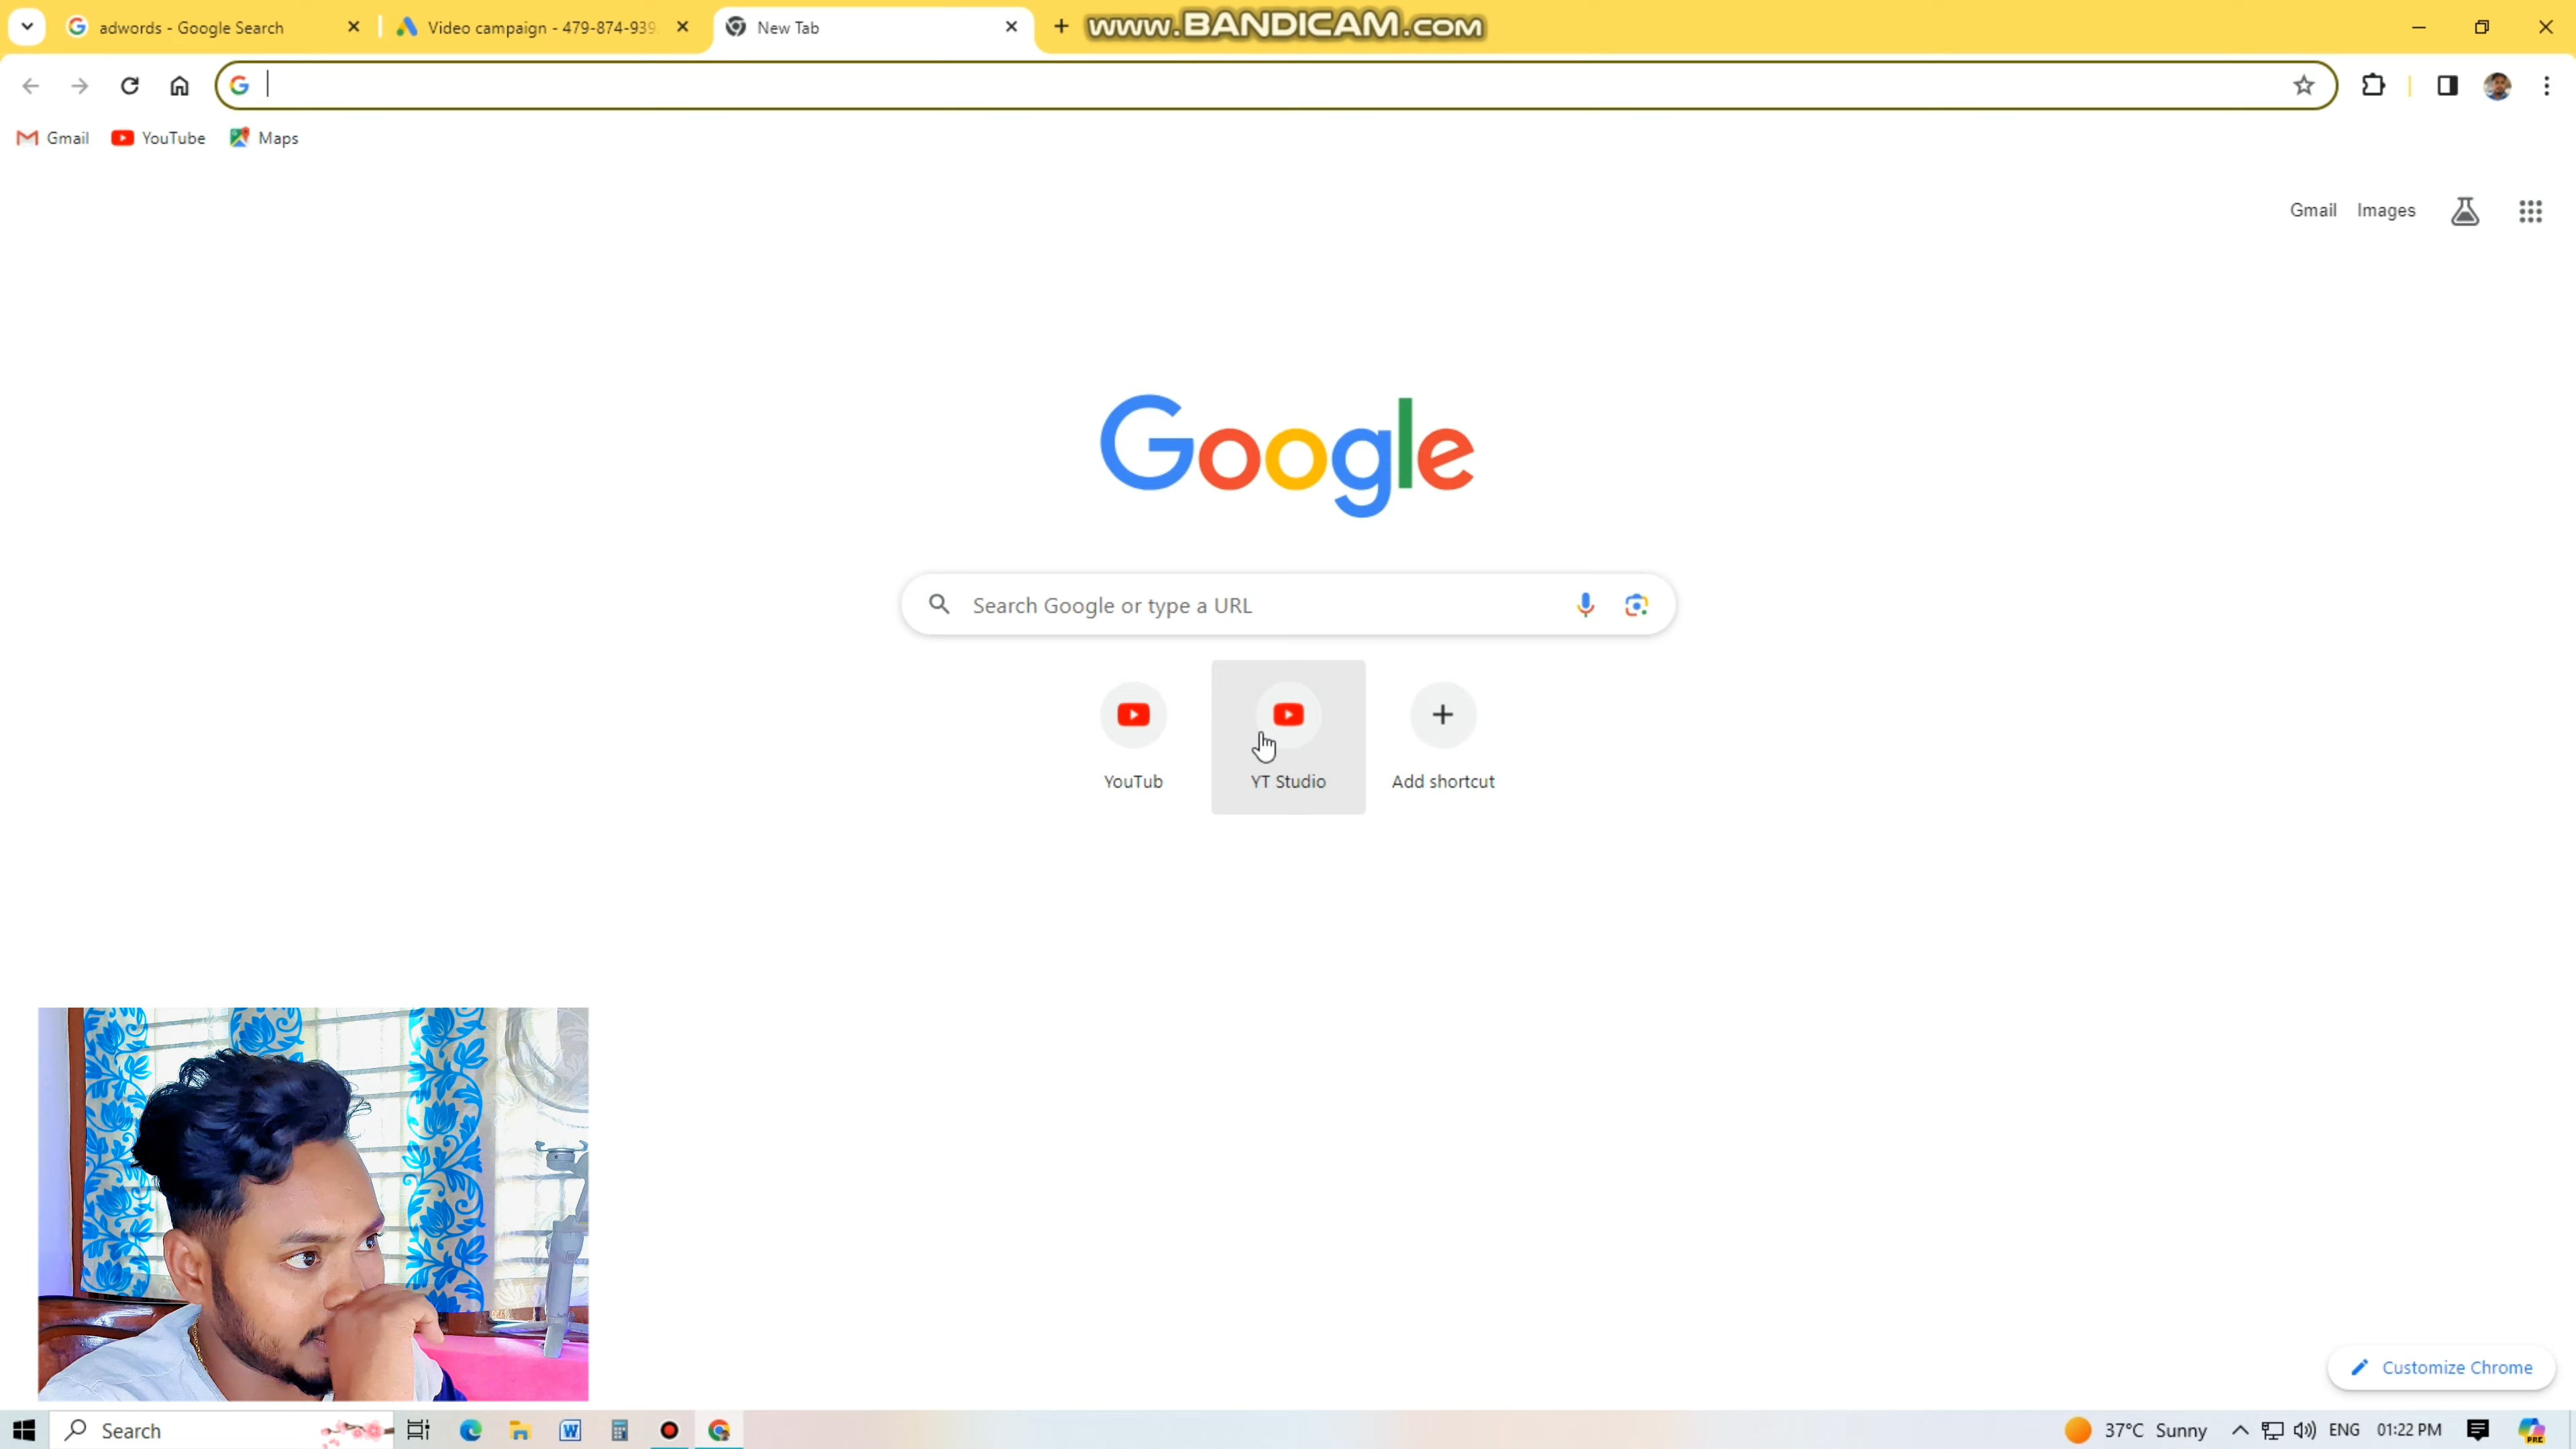 adwords - Google Search
Video campaign - 479-874-939
New Tab
www.BANDICAM.com
Gmail
YouTube
Maps
Gmail
Images
Google
Search Google or type a URL
YouTub
YT Studio
Add shortcut
Customize Chrome
Search
37°C Sunny
ENG
01:22 PM
PRE